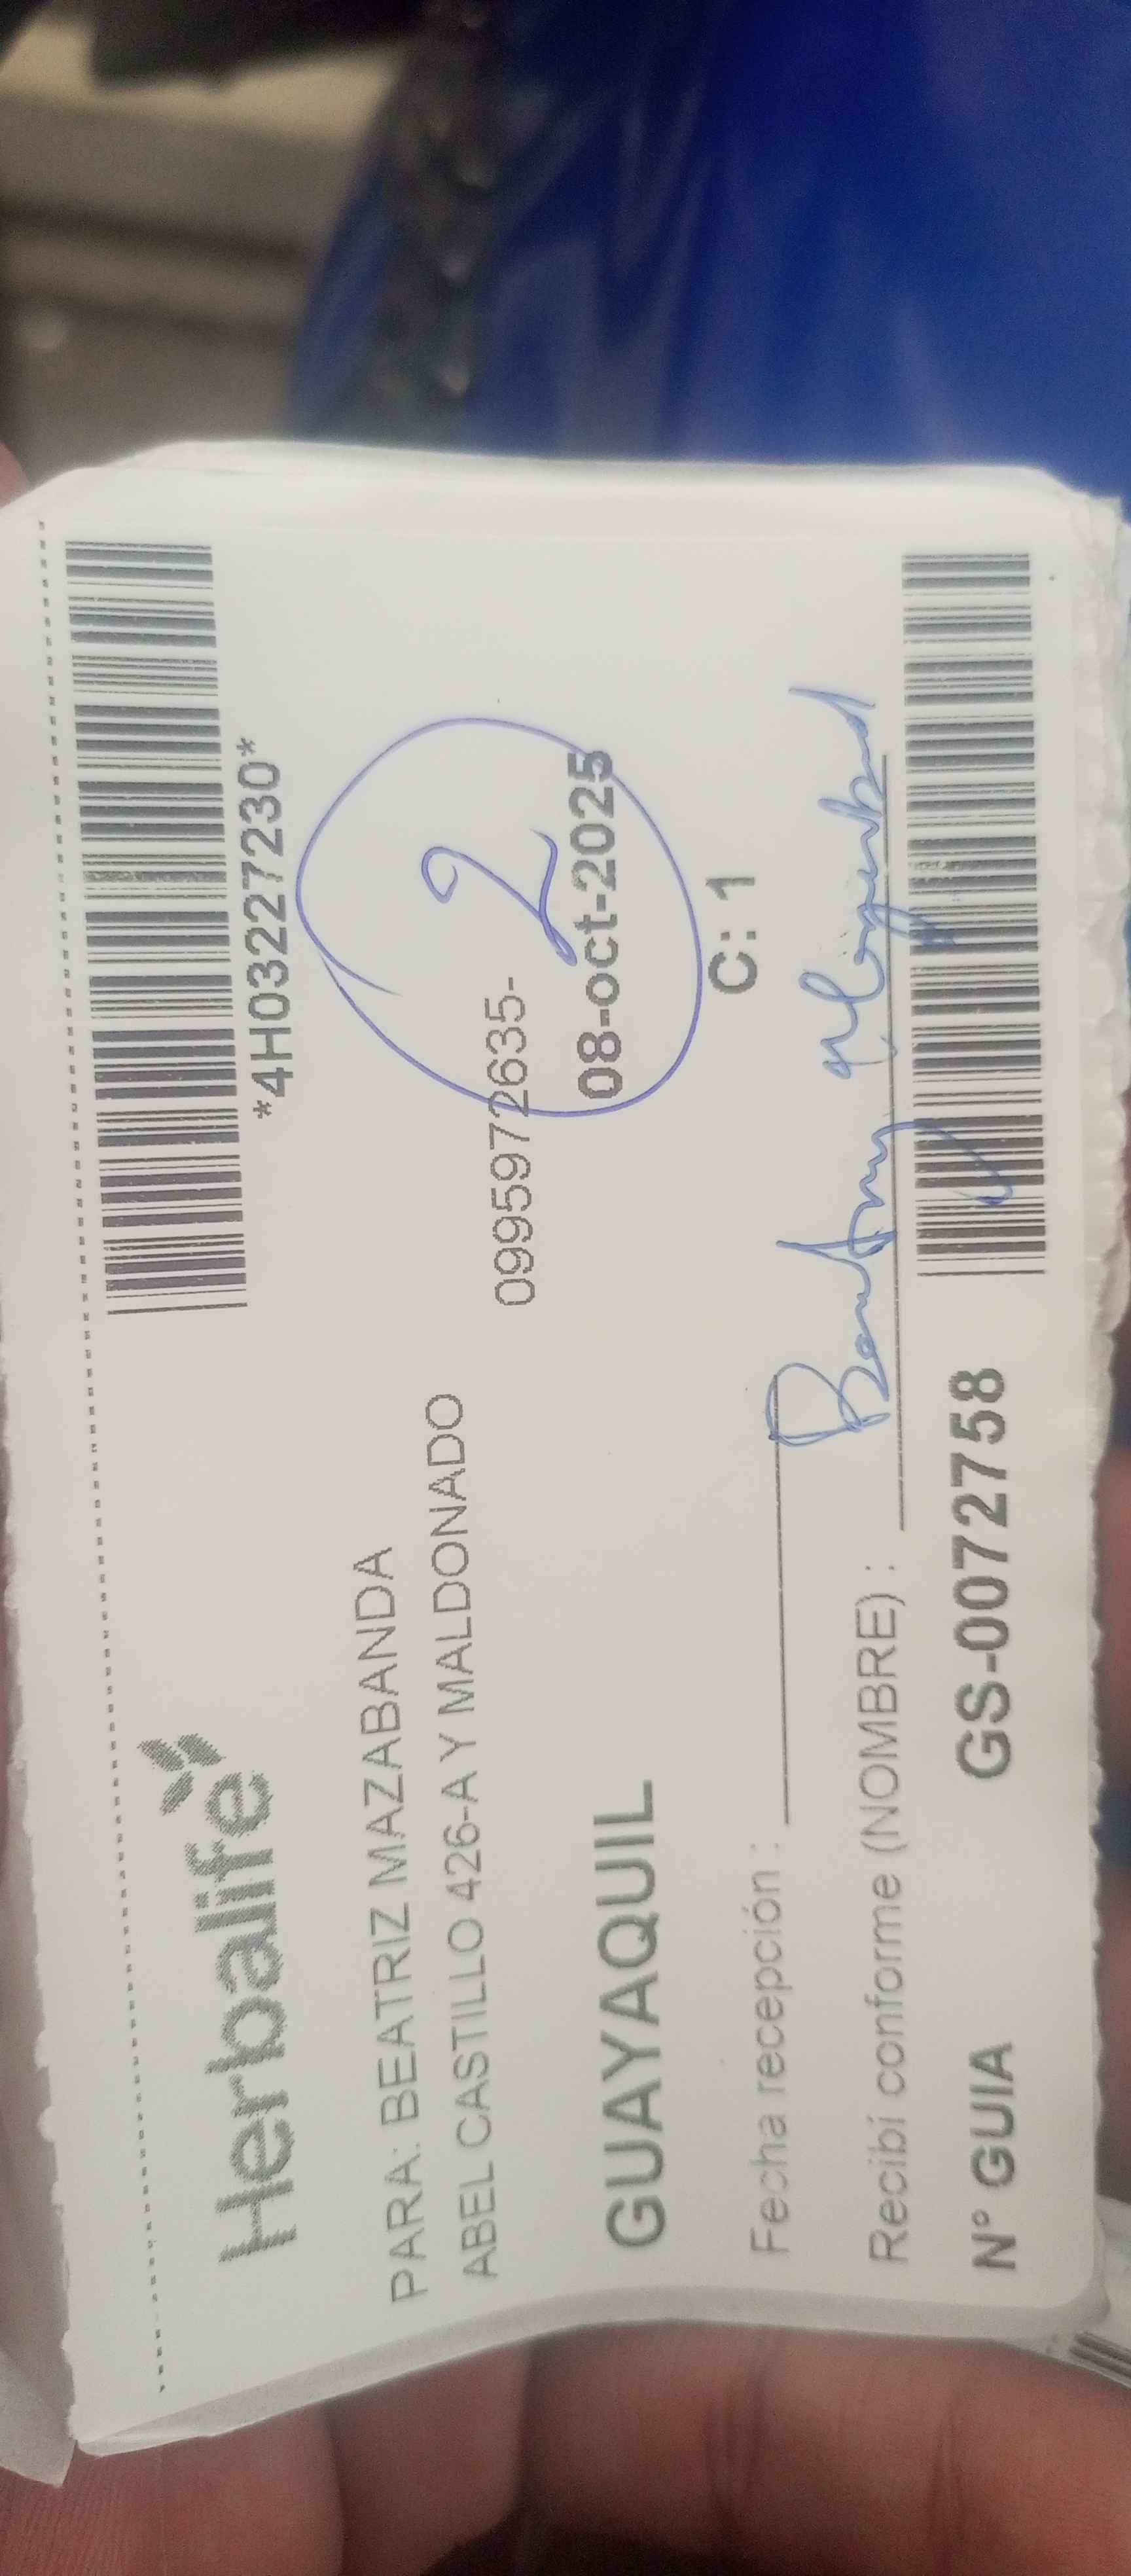 *4H03227230*
Herbalife
PARA: BEATRIZ MAZABANDA
ABEL CASTILLO 426-A Y MALDONADO
0995972635-
2
GUAYAQUIL 08-oct-2025
C: 1
Fecha recepción :
Recibí conforme (NOMBRE) :
N° GUIA GS-0072758